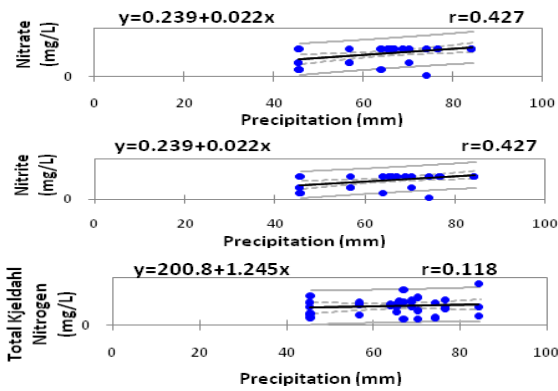 y=0.239+0.022x r=0.427
Nitrate
(mg/L)
0
0 20 40 60 80 100
Precipitation (mm)
y=0.239+0.022x r=0.427
Nitrite
(mg/L)
0
0 20 40 60 80 100
Precipitation (mm)
y=200.8+1.245x r=0.118
Total Kjeldahl
Nitrogen
(mg/L)
0
0 20 40 60 80 100
Precipitation (mm)